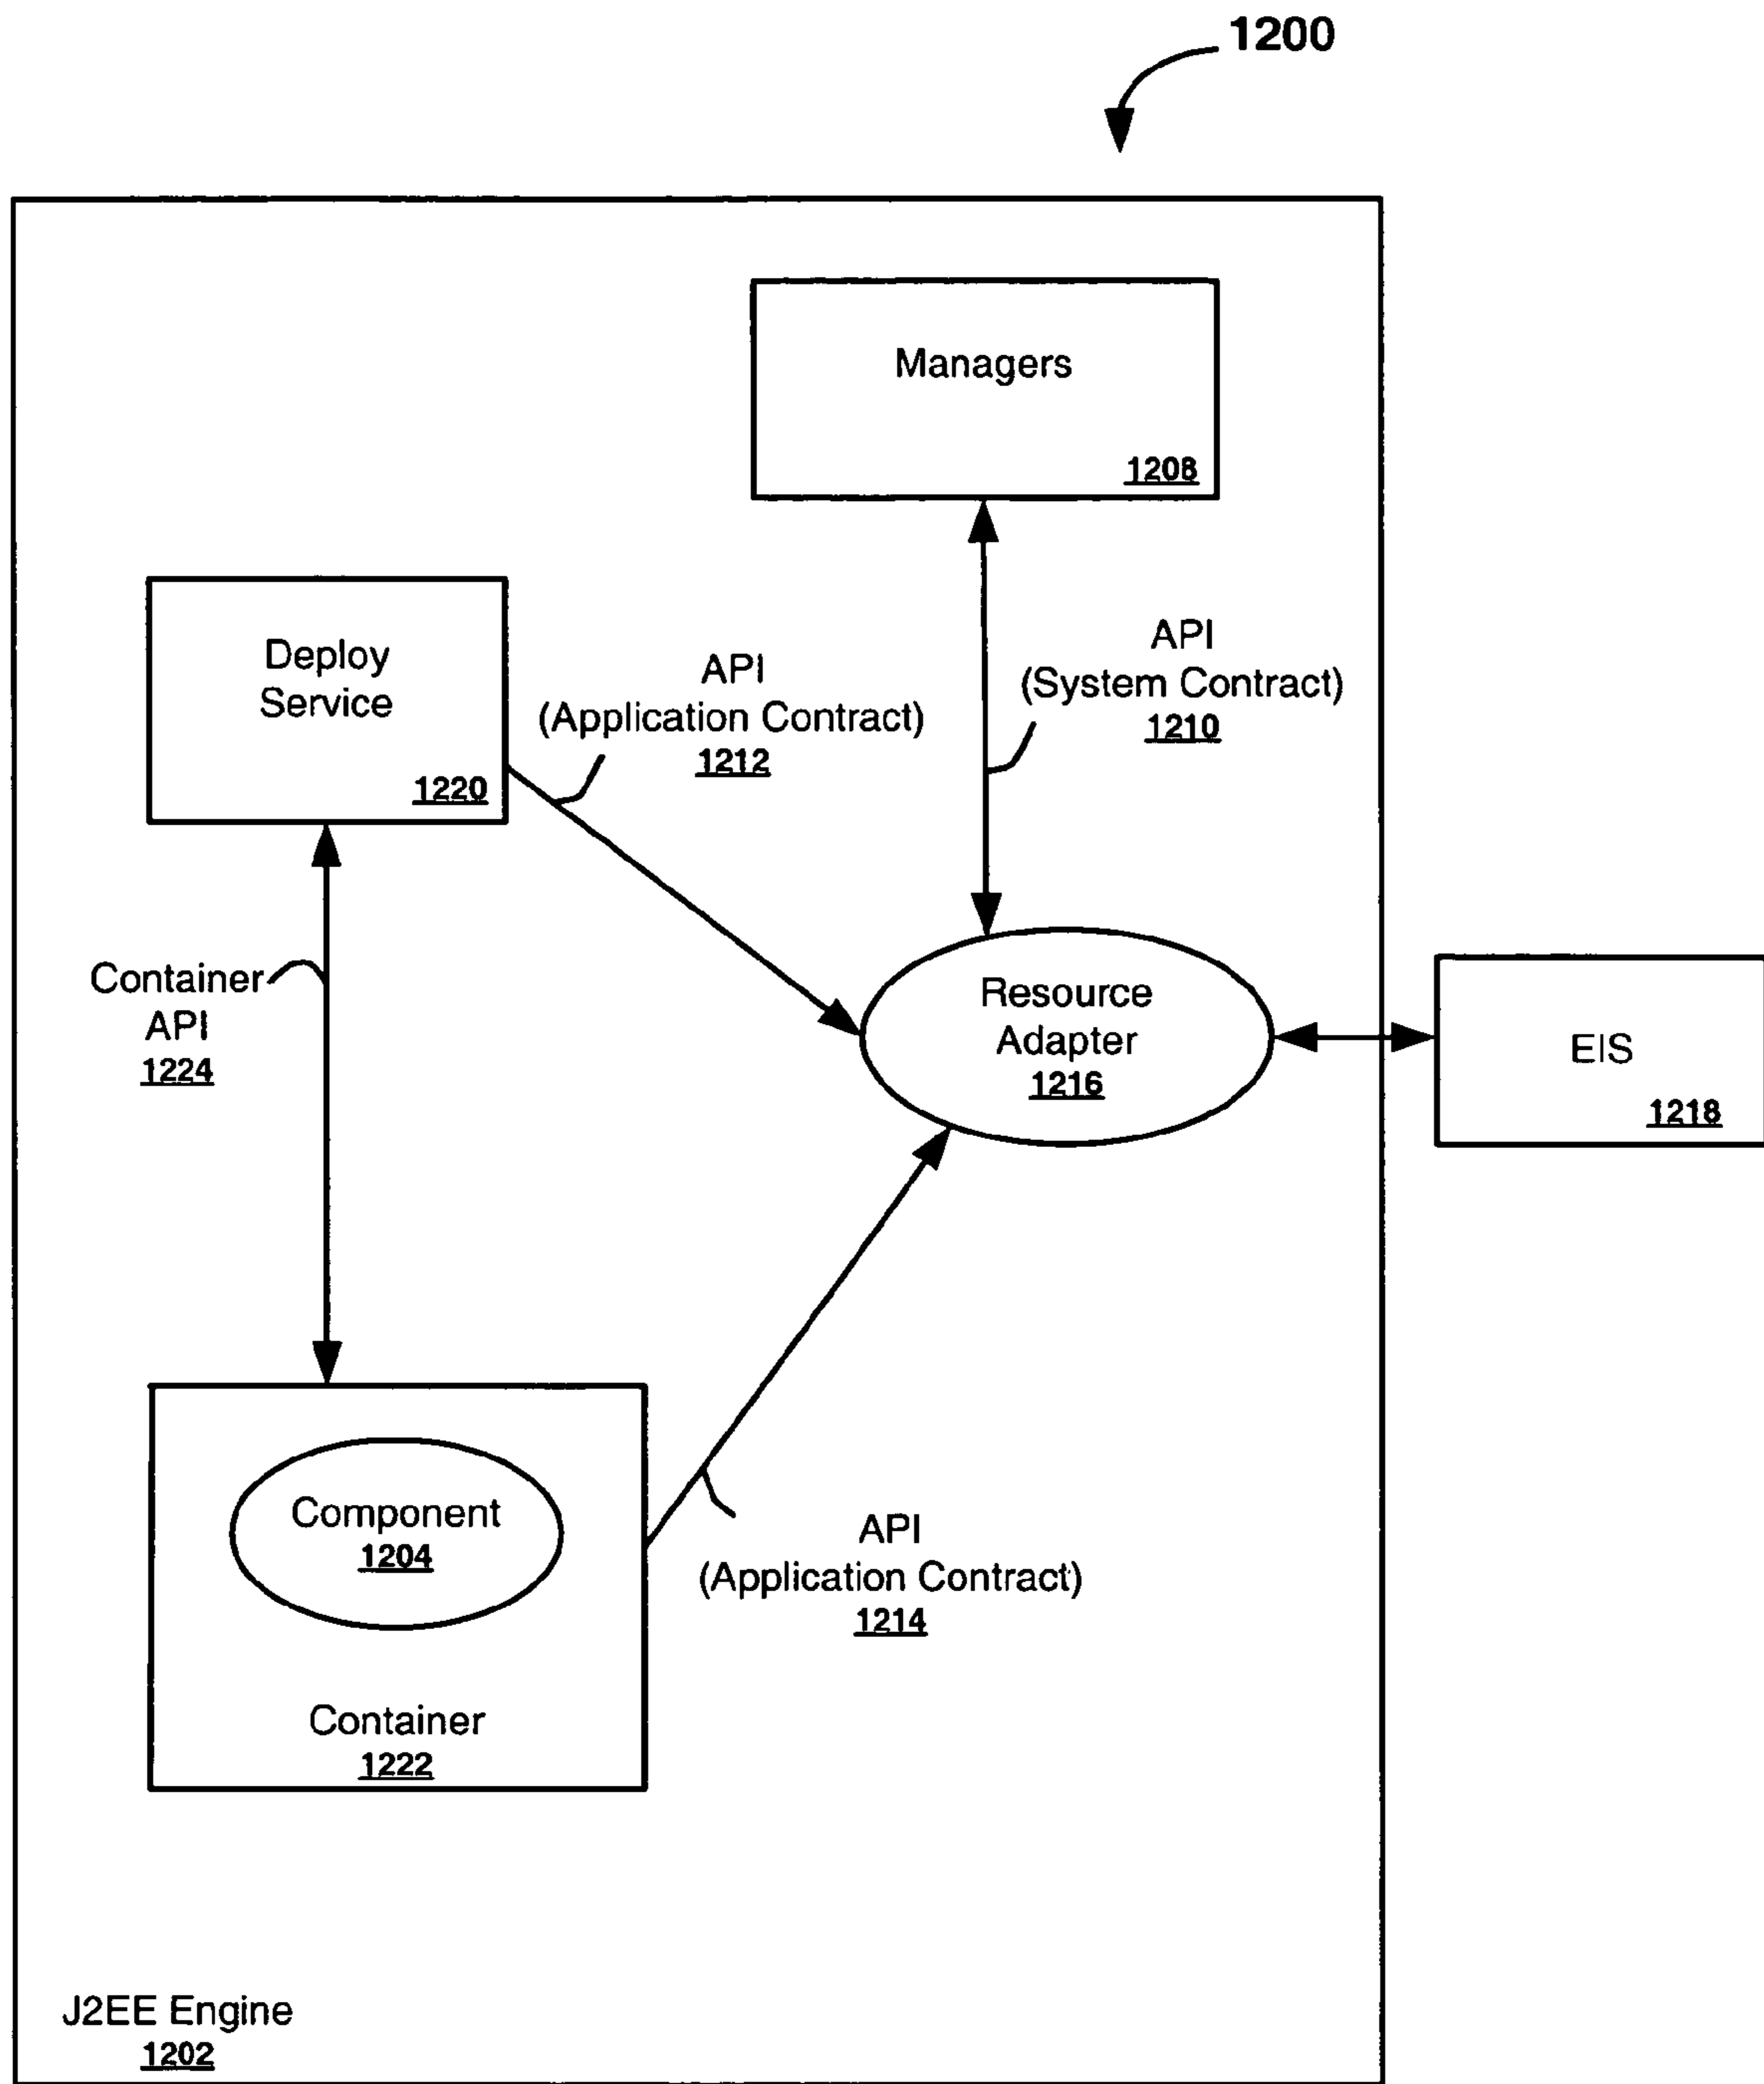 1200
Managers
1208
Deploy
Service
1220
API
(Application Contract)
1212
API
(System Contract)
1210
Container
API
1224
Resource
Adapter
1216
EIS
1218
Component
1204
Container
1222
API
(Application Contract)
1214
J2EE Engine
1202